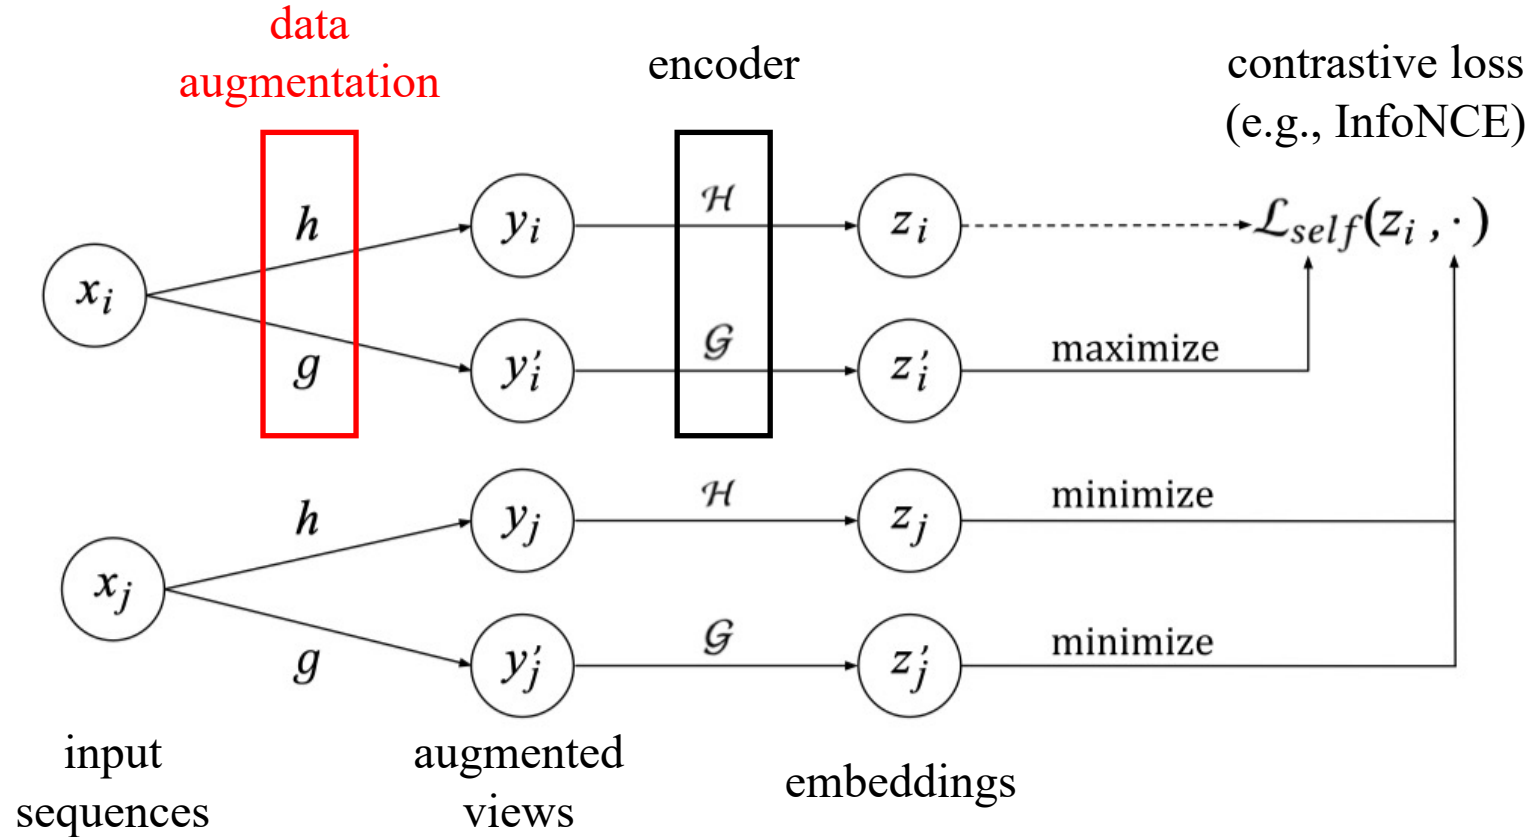 data
augmentation
encoder
contrastive loss
(e.g., InfoNCE)
h
y_i
ℋ
z_i
ℒ_self(z_i , ·)
x_i
g
y′_i
𝒢
z′_i
maximize
h
y_j
ℋ
z_j
minimize
x_j
g
y′_j
𝒢
z′_j
minimize
input
sequences
augmented
views
embeddings